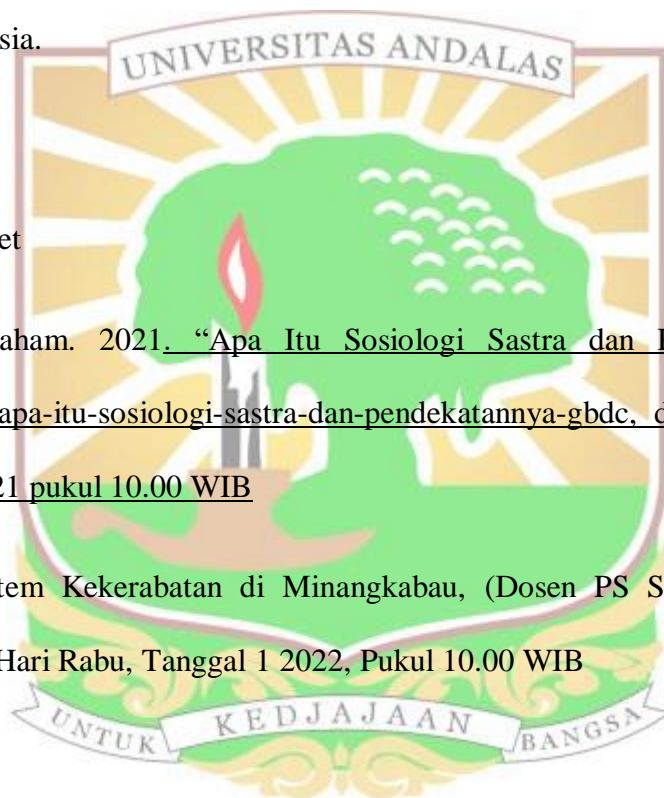 sia.
UNIVERSITAS ANDALAS
et
aham. 2021. “Apa Itu Sosiologi Sastra dan
apa-itu-sosiologi-sastra-dan-pendekatannya-gbdc,
21 pukul 10.00 WIB
tem Kekerabatan di Minangkabau, (Dosen PS S
Hari Rabu, Tanggal 1 2022, Pukul 10.00 WIB
UNTUK KEDJAJAAN BANGSA